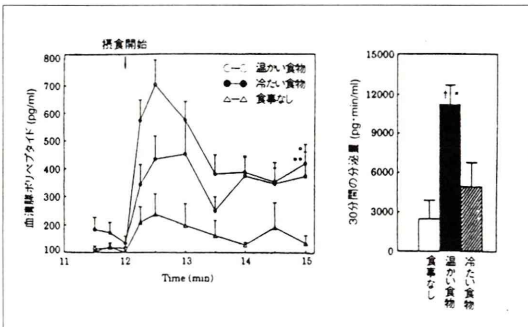 摂食開始
800
700
600
500
400
300
200
100
血漿膵ポリペプタイド (pg/ml)
温かい食物
冷たい食物
食事なし
11
12
13
14
15
Time (min)
15000
12000
9000
6000
3000
0
30分間の分泌量 (pg·min/ml)
食事なし
温かい食物
冷たい食物